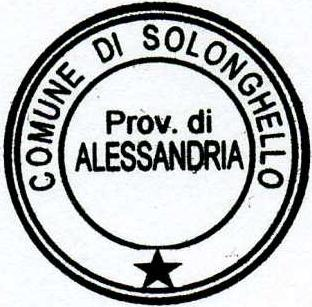 COMUNE DI SOLONGHELLO
Prov. di
ALESSANDRIA